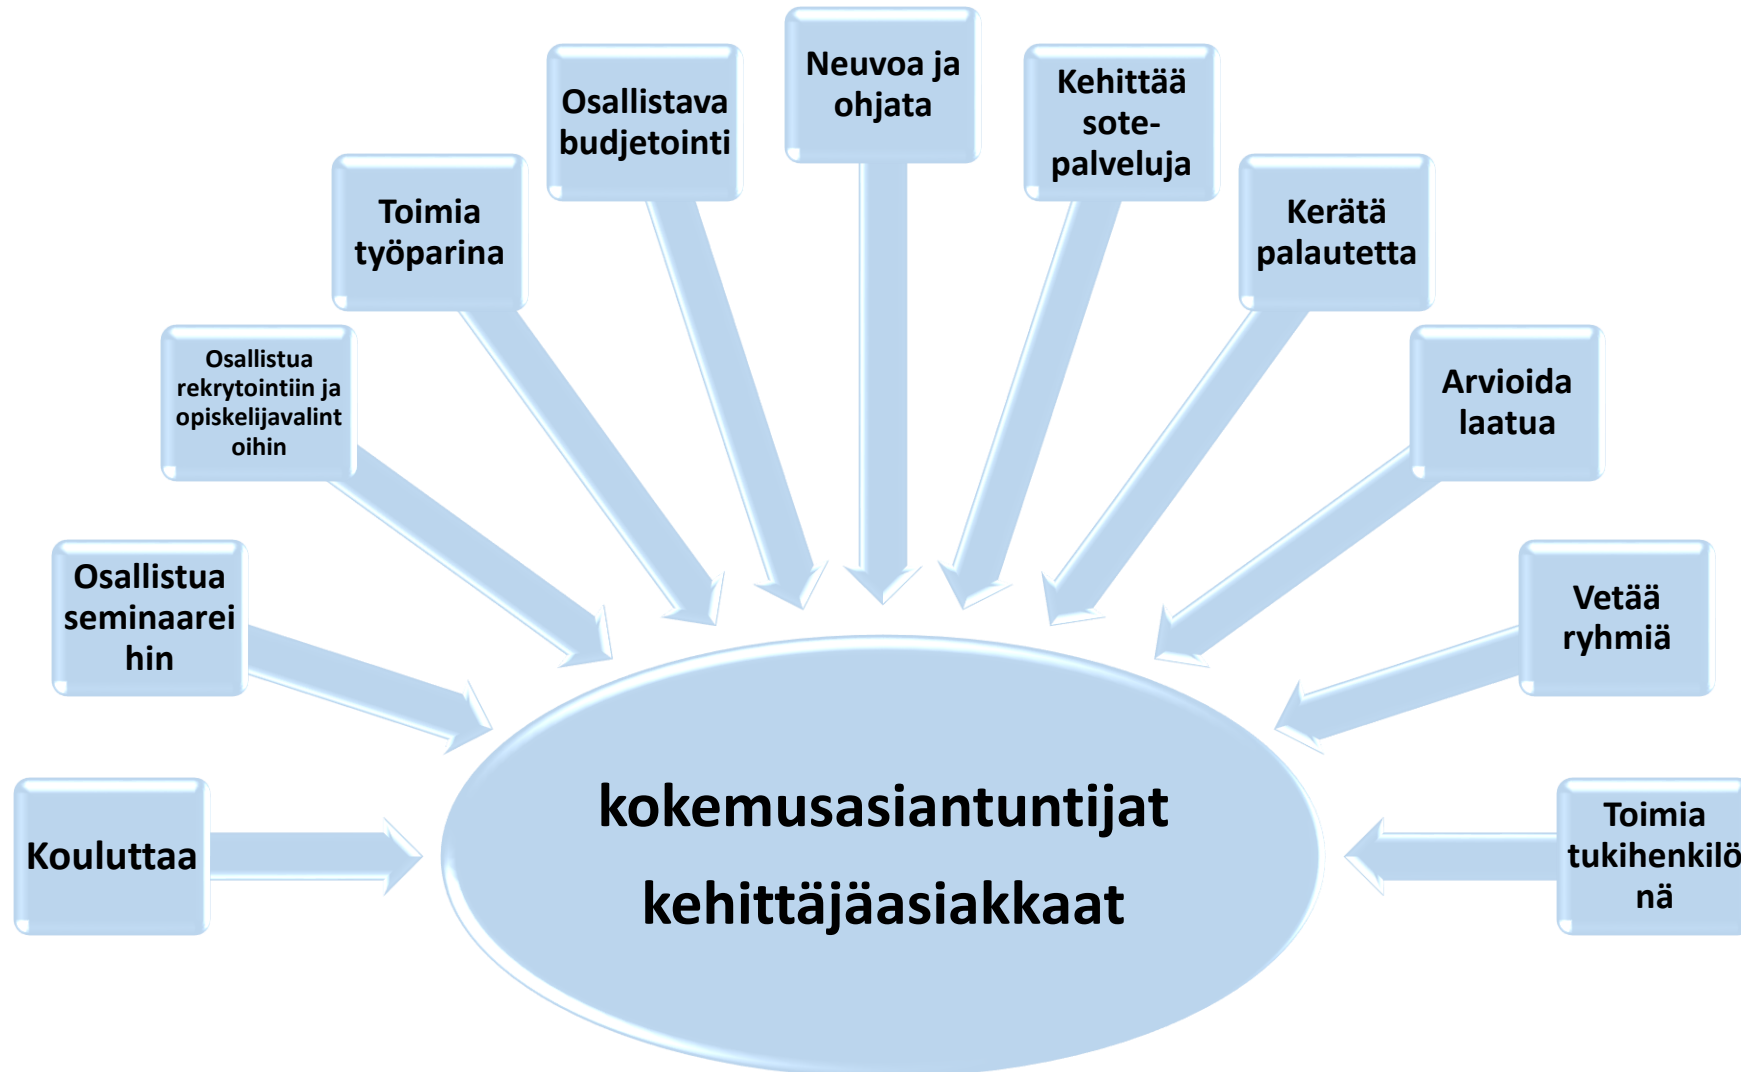 Kouluttaa
Osallistua
seminaarei
hin
Osallistua
rekrytointiin ja
opiskelijavalint
oihin
Toimia
työparina
Osallistava
budjetointi
Neuvoa ja
ohjata
Kehittää
sote-
palveluja
Kerätä
palautetta
Arvioida
laatua
Vetää
ryhmiä
Toimia
tukihenkilö
nä
kokemusasiantuntijat
kehittäjäasiakkaat